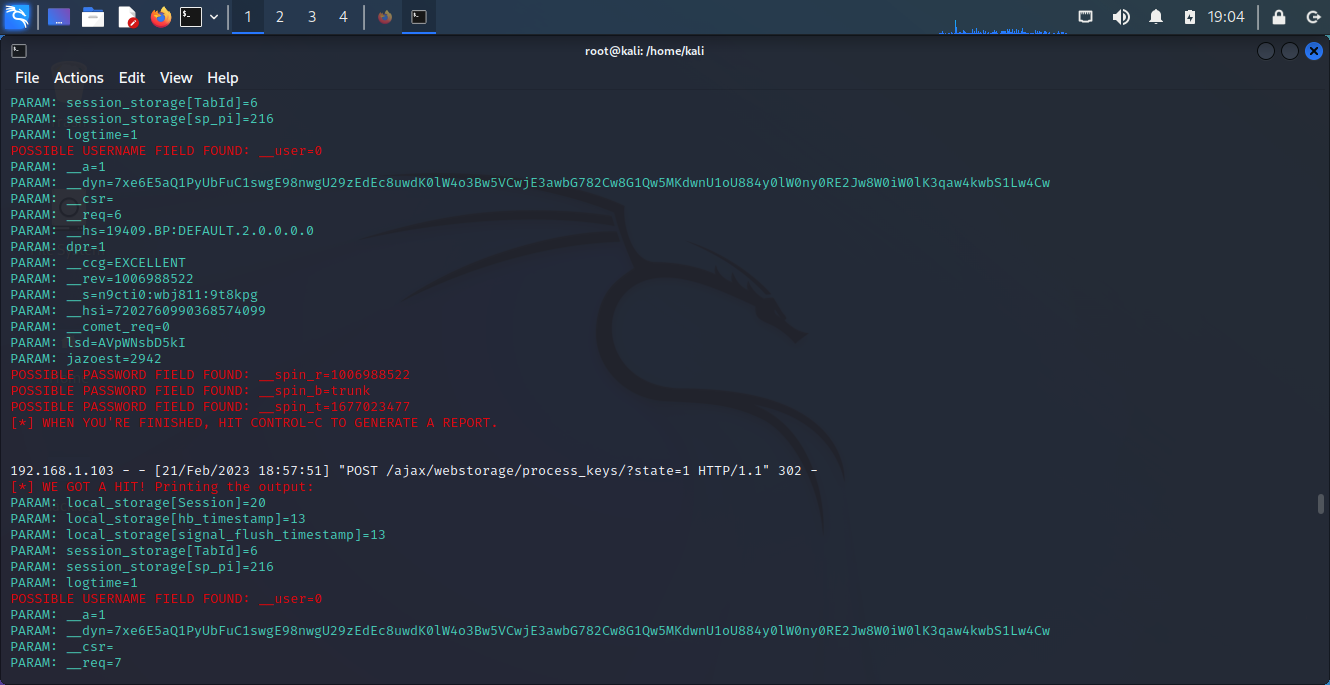 1 2 3 4 19:04
root@kali: /home/kali
File Actions Edit View Help
PARAM: session_storage[TabId]=6
PARAM: session_storage[sp_pi]=216
PARAM: logtime=1
POSSIBLE USERNAME FIELD FOUND: __user=0
PARAM: __a=1
PARAM: __dyn=7xe6E5aQ1PyUbFuC1swgE98nwgU29zEdEc8uwdK0lW4o3Bw5VCwjE3awbG782Cw8G1Qw5MKdwnU1oU884y0lW0ny0RE2Jw8W0iW0lK3qaw4kwbS1Lw4Cw
PARAM: __csr=
PARAM: __req=6
PARAM: __hs=19409.BP:DEFAULT.2.0.0.0.0
PARAM: dpr=1
PARAM: __ccg=EXCELLENT
PARAM: __rev=1006988522
PARAM: __s=n9cti0:wbj811:9t8kpg
PARAM: __hsi=7202760990368574099
PARAM: __comet_req=0
PARAM: lsd=AVpWNsbD5kI
PARAM: jazoest=2942
POSSIBLE PASSWORD FIELD FOUND: __spin_r=1006988522
POSSIBLE PASSWORD FIELD FOUND: __spin_b=trunk
POSSIBLE PASSWORD FIELD FOUND: __spin_t=1677023477
[*] WHEN YOU'RE FINISHED, HIT CONTROL-C TO GENERATE A REPORT.
192.168.1.103 - - [21/Feb/2023 18:57:51] "POST /ajax/webstorage/process_keys/?state=1 HTTP/1.1" 302 -
[*] WE GOT A HIT! Printing the output:
PARAM: local_storage[Session]=20
PARAM: local_storage[hb_timestamp]=13
PARAM: local_storage[signal_flush_timestamp]=13
PARAM: session_storage[TabId]=6
PARAM: session_storage[sp_pi]=216
PARAM: logtime=1
POSSIBLE USERNAME FIELD FOUND: __user=0
PARAM: __a=1
PARAM: __dyn=7xe6E5aQ1PyUbFuC1swgE98nwgU29zEdEc8uwdK0lW4o3Bw5VCwjE3awbG782Cw8G1Qw5MKdwnU1oU884y0lW0ny0RE2Jw8W0iW0lK3qaw4kwbS1Lw4Cw
PARAM: __csr=
PARAM: __req=7